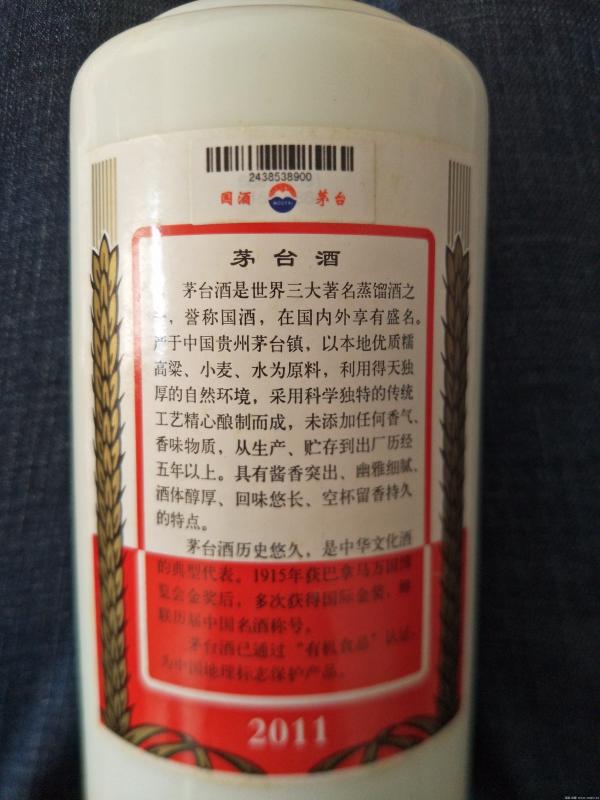 2438538900
国酒 MOUTAI 茅台
茅台酒
茅台酒是世界三大著名蒸馏酒之
一，誉称国酒，在国内外享有盛名。
产于中国贵州茅台镇，以本地优质糯
高粱、小麦、水为原料，利用得天独
厚的自然环境，采用科学独特的传统
工艺精心酿制而成，未添加任何香气、
香味物质，从生产、贮存到出厂历经
五年以上。具有酱香突出、幽雅细腻、
酒体醇厚、回味悠长、空杯留香持久
的特点。
茅台酒历史悠久，是中华文化酒
的典型代表。1915年获巴拿马万国博
览会金奖后，多次获得国际金奖，蝉
联历届中国名酒称号。
茅台酒已通过“有机食品”认证，
为中国地理标志保护产品。
2011